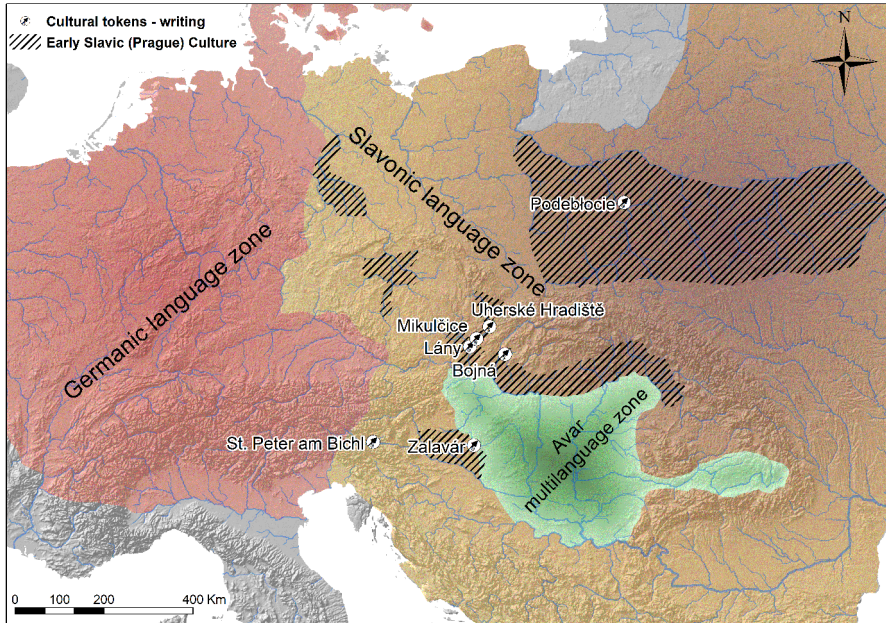 Cultural tokens - writing
Early Slavic (Prague) Culture
N
Slavonic language zone
Germanic language zone
Podebłocie
Uherské Hradiště
Mikulčice
Lány
Bojná
St. Peter am Bichl
Zalavár
Avar
multilanguage zone
0 100 200 400 Km